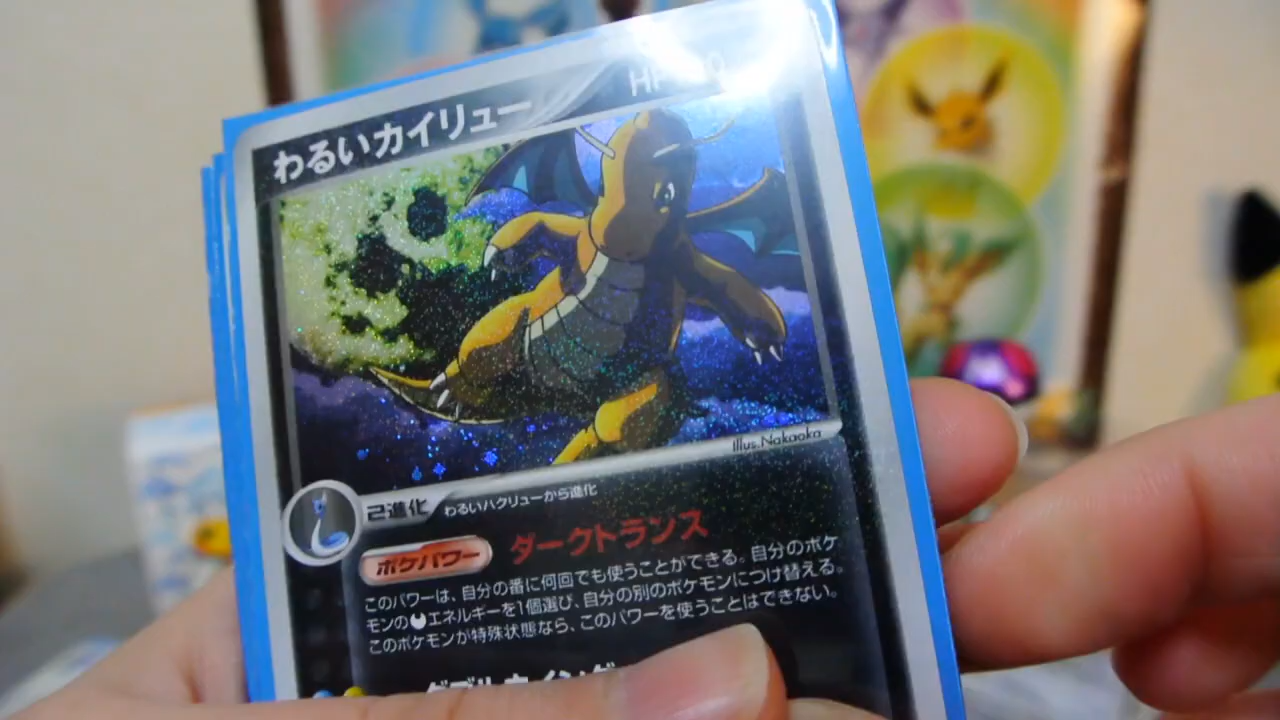 わるいカイリュー
Illus.Nakaoka
2進化 わるいハクリューから進化
ポケパワー ダークトランス
このパワーは、自分の番に何回でも使うことができる。自分のポケ
モンのエネルギーを1個選び、自分の別のポケモンにつけ替える。
このポケモンが特殊状態なら、このパワーを使うことはできない。